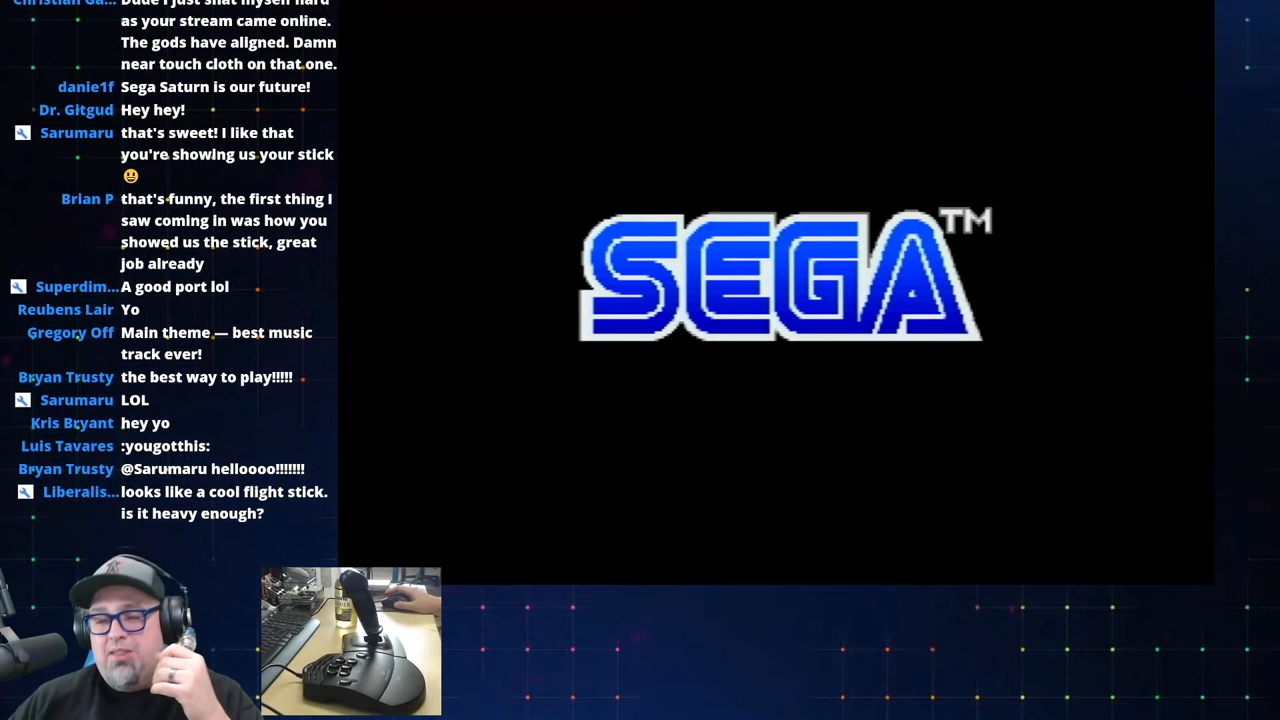 Christian Ga... Dude I just shat myself hard
as your stream came online.
The gods have aligned. Damn
near touch cloth on that one.
danie1f Sega Saturn is our future!
Dr. Gitgud Hey hey!
Sarumaru that's sweet! I like that
you're showing us your stick
😃
Brian P that's funny, the first thing I
saw coming in was how you
showed us the stick, great
job already
Superdim... A good port lol
Reubens Lair Yo
Gregory Off Main theme — best music
track ever!
Bryan Trusty the best way to play!!!!!
Sarumaru LOL
Kris Bryant hey yo
Luis Tavares :yougotthis:
Bryan Trusty @Sarumaru helloooo!!!!!!!
Liberalis... looks like a cool flight stick.
is it heavy enough?
SEGA™